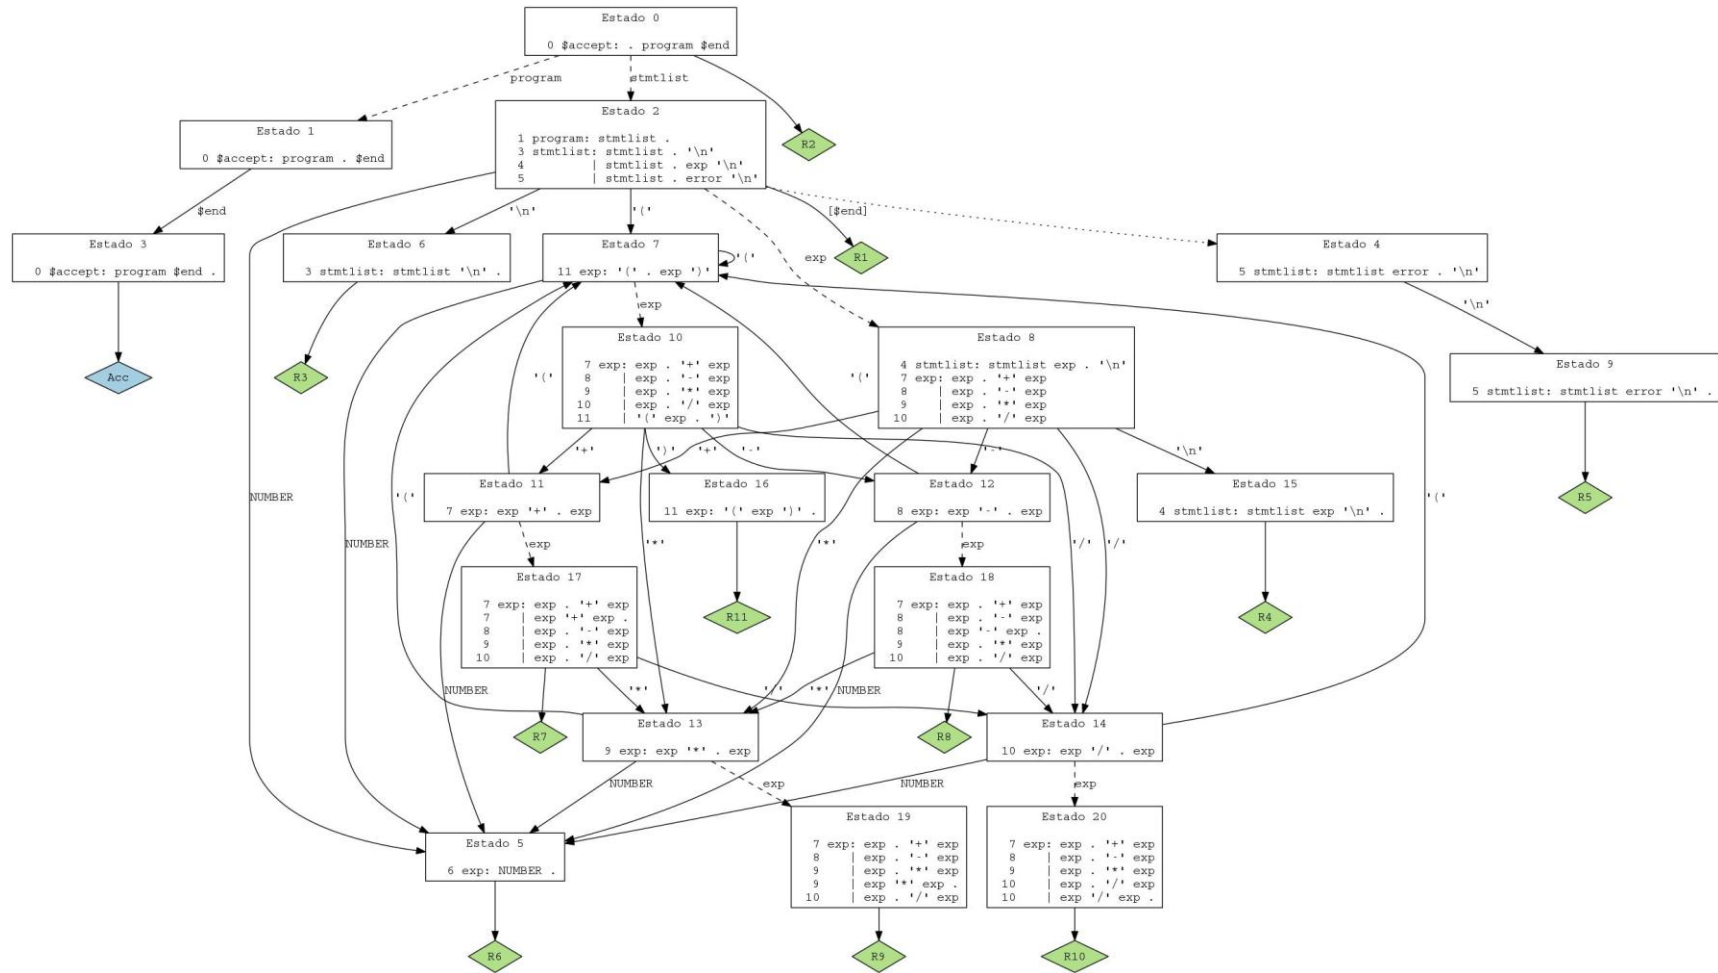 Estado 0
0 $accept: . program $end
program
stmtlist
Estado 2
1 program: stmtlist .
3 stmtlist: stmtlist . '\n'
4 | stmtlist . exp '\n'
5 | stmtlist . error '\n'
Estado 1
0 $accept: program . $end
R2
$end
'\n'
'('
[$end]
exp
Estado 3
0 $accept: program $end .
Estado 6
3 stmtlist: stmtlist '\n' .
Estado 7
11 exp: '(' . exp ')'
'('
R1
Estado 4
5 stmtlist: stmtlist error . '\n'
exp
'\n'
Acc
R3
Estado 10
7 exp: exp . '+' exp
8 | exp . '-' exp
9 | exp . '*' exp
10 | exp . '/' exp
11 | '(' exp . ')'
Estado 8
4 stmtlist: stmtlist exp . '\n'
7 exp: exp . '+' exp
8 | exp . '-' exp
9 | exp . '*' exp
10 | exp . '/' exp
Estado 9
5 stmtlist: stmtlist error '\n' .
'('
'('
'+'
')'
'+'
'-'
'-'
'\n'
NUMBER
NUMBER
'('
Estado 11
7 exp: exp '+' . exp
Estado 16
11 exp: '(' exp ')' .
Estado 12
8 exp: exp '-' . exp
Estado 15
4 stmtlist: stmtlist exp '\n' .
'('
R5
exp
'*'
'*'
exp
'/'
'/'
Estado 17
7 exp: exp . '+' exp
7 | exp '+' exp .
8 | exp . '-' exp
9 | exp . '*' exp
10 | exp . '/' exp
R11
Estado 18
7 exp: exp . '+' exp
8 | exp . '-' exp
8 | exp '-' exp .
9 | exp . '*' exp
10 | exp . '/' exp
R4
NUMBER
'*'
'/'
'*'
NUMBER
'/'
R7
Estado 13
9 exp: exp '*' . exp
R8
Estado 14
10 exp: exp '/' . exp
NUMBER
exp
NUMBER
exp
Estado 5
6 exp: NUMBER .
Estado 19
7 exp: exp . '+' exp
8 | exp . '-' exp
9 | exp . '*' exp
9 | exp '*' exp .
10 | exp . '/' exp
Estado 20
7 exp: exp . '+' exp
8 | exp . '-' exp
9 | exp . '*' exp
10 | exp . '/' exp
10 | exp '/' exp .
R6
R9
R10